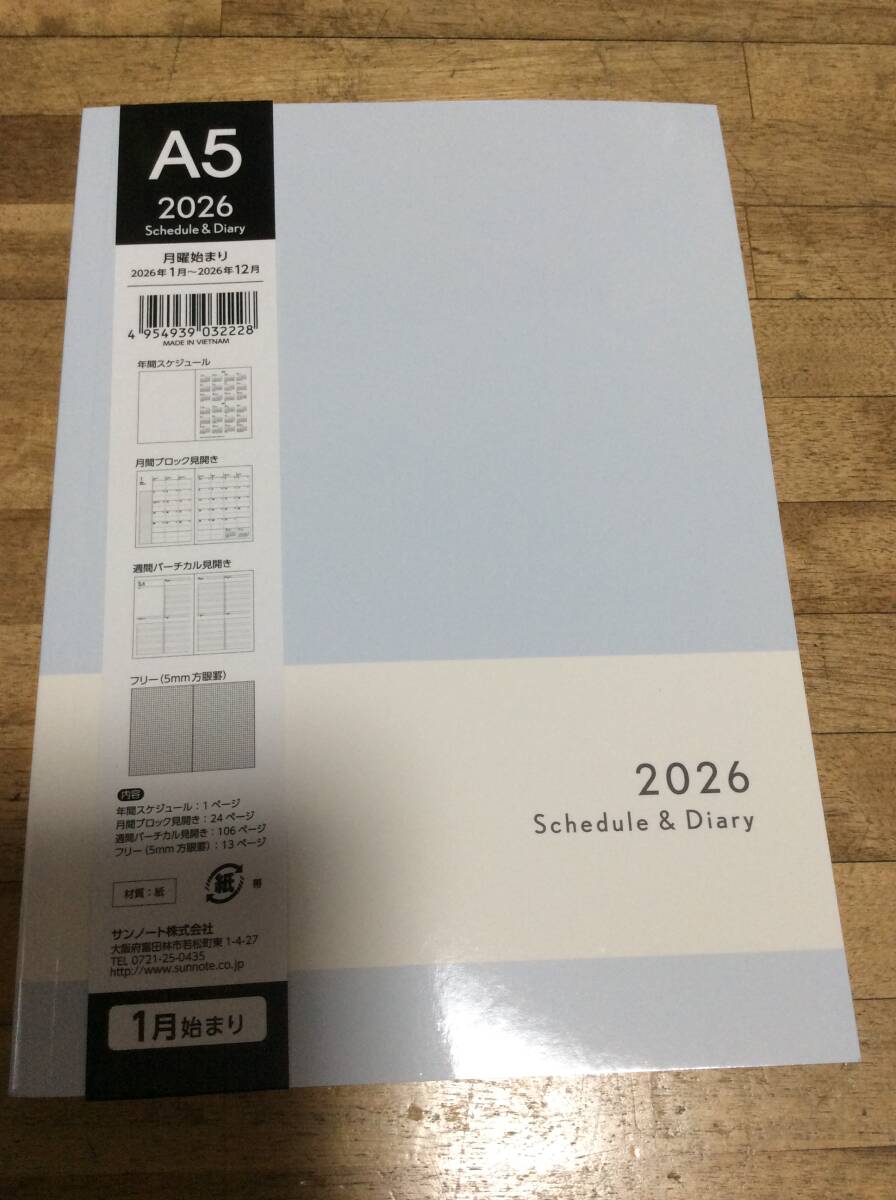 A5
2026
Schedule & Diary
月曜始まり
2026年1月～2026年12月
4 954939 032228
MADE IN VIETNAM
年間スケジュール
月間ブロック見開き
週間バーチカル見開き
フリー（5mm方眼罫）
内容
年間スケジュール：1ページ
月間ブロック見開き：24ページ
週間バーチカル見開き：106ページ
フリー（5mm方眼罫）：13ページ
材質：紙
紙
帯
サンノート株式会社
大阪府富田林市若松町東1-4-27
TEL 0721-25-0435
http://www.sunnote.co.jp
1月始まり
2026
Schedule & Diary